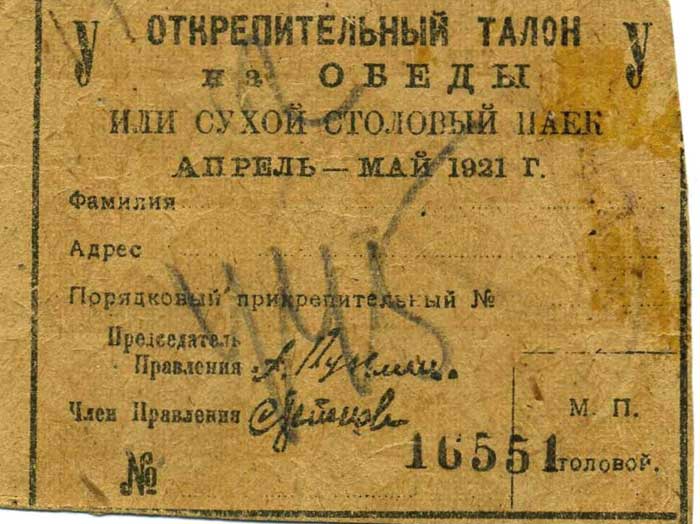 У ОТКРЕПИТЕЛЬНЫЙ ТАЛОН У
на ОБЕДЫ
ИЛИ СУХОЙ СТОЛОВЫЙ ПАЕК
АПРЕЛЬ — МАЙ 1921 Г.
Фамилия
Адрес
Порядковый прикрепительный №
Председатель
Правления
Член Правления
М. П.
16551 столовой.
№